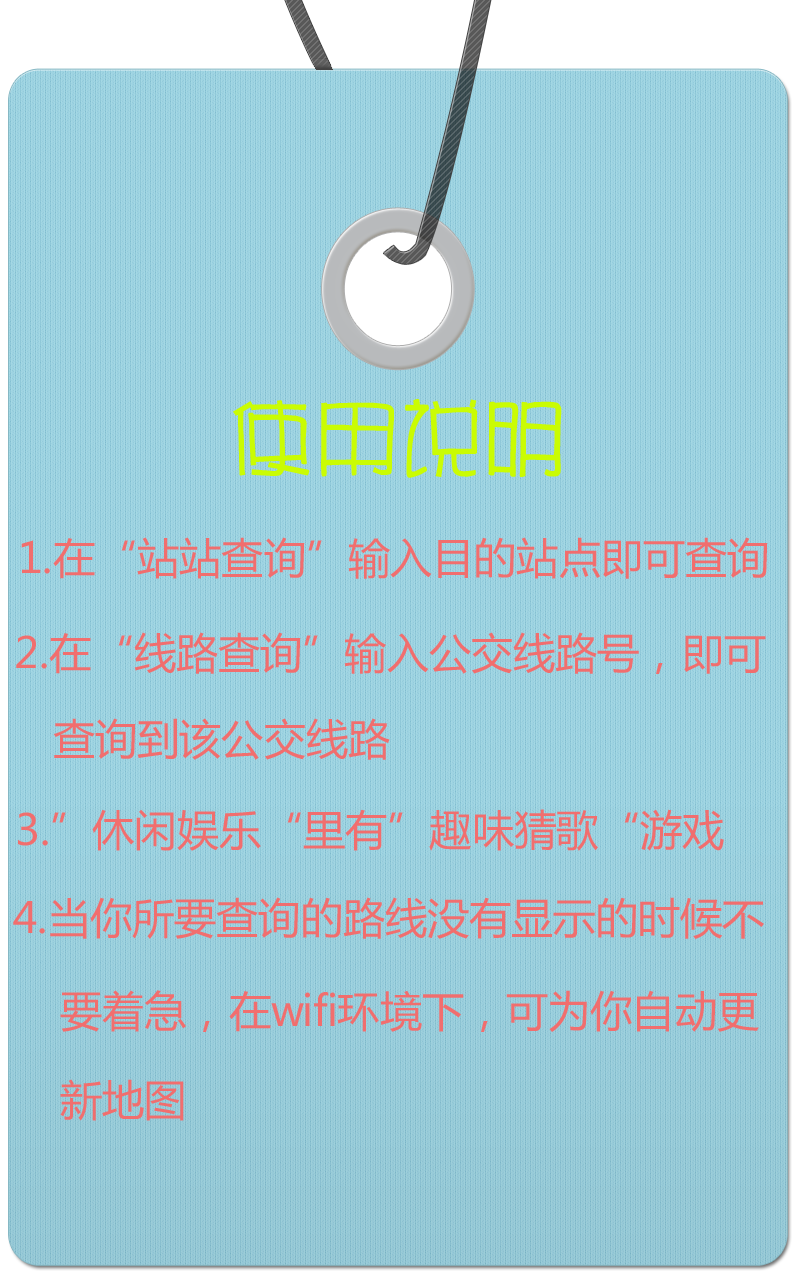 使用说明
1.在“站站查询”输入目的站点即可查询
2.在“线路查询”输入公交线路号，即可
查询到该公交线路
3.”休闲娱乐“里有”趣味猜歌“游戏
4.当你所要查询的路线没有显示的时候不
要着急，在wifi环境下，可为你自动更
新地图